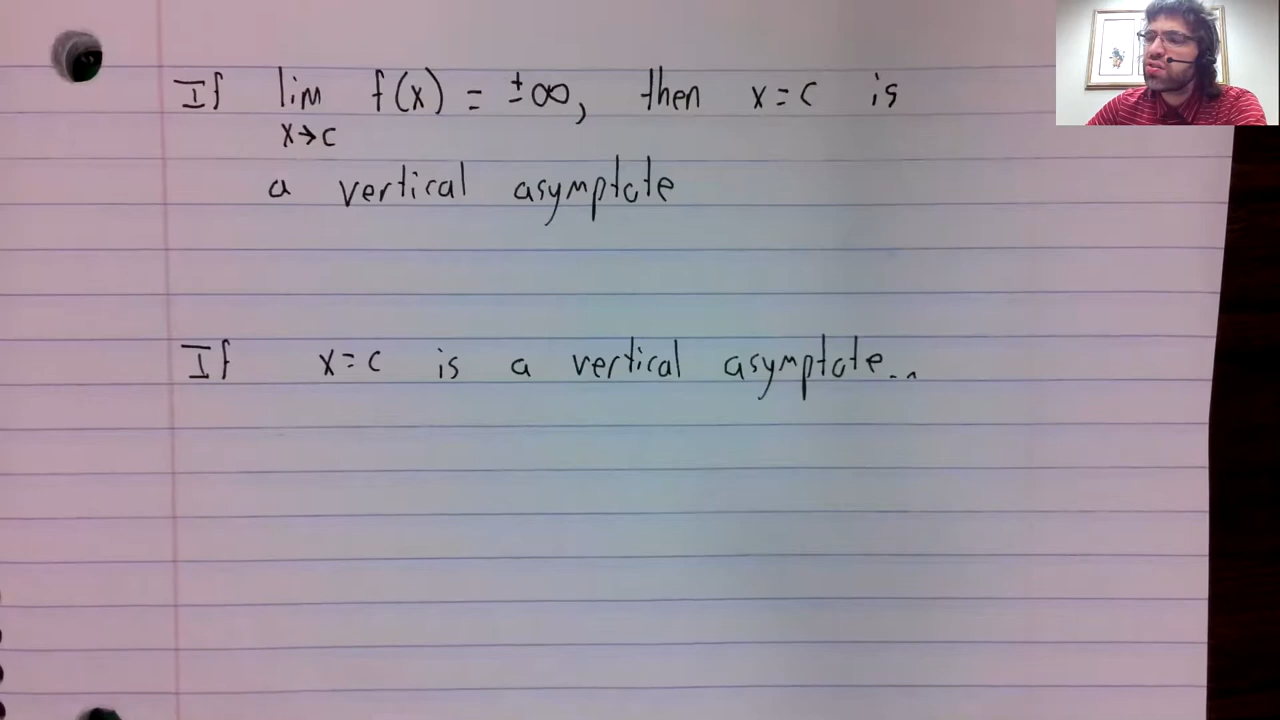 If lim f(x) = ±∞, then x=c is
x→c
a vertical asymptote
If x=c is a vertical asymptote...